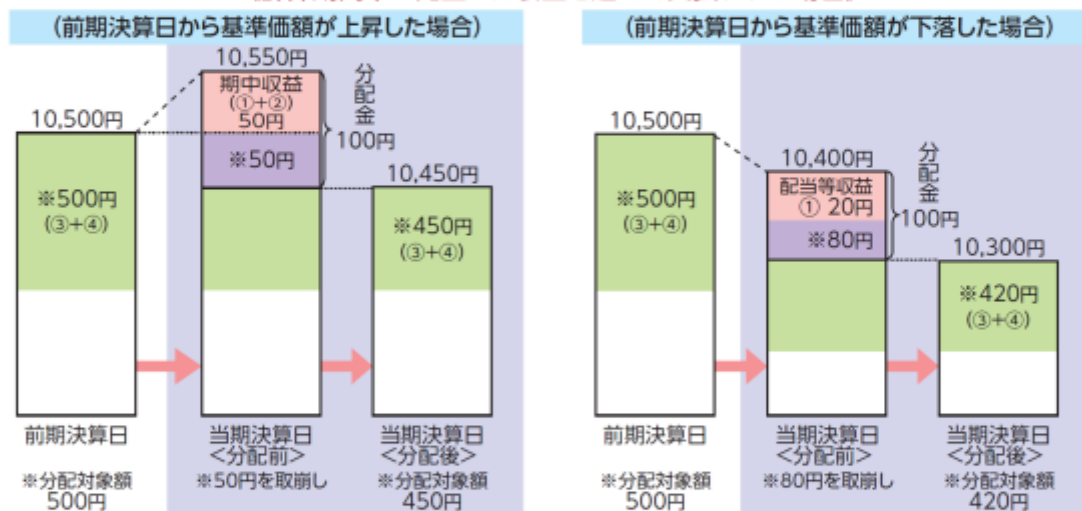 (前期決算日から基準価額が上昇した場合)
10,550円
期中収益
(①+②)
50円
※50円
分配金
100円
10,500円
※500円
(③+④)
10,450円
※450円
(③+④)
前期決算日
当期決算日
<分配前>
当期決算日
<分配後>
※分配対象額
500円
※50円を取崩し
※分配対象額
450円
(前期決算日から基準価額が下落した場合)
10,500円
※500円
(③+④)
10,400円
配当等収益
① 20円
※80円
分配金
100円
10,300円
※420円
(③+④)
前期決算日
当期決算日
<分配前>
当期決算日
<分配後>
※分配対象額
500円
※80円を取崩し
※分配対象額
420円